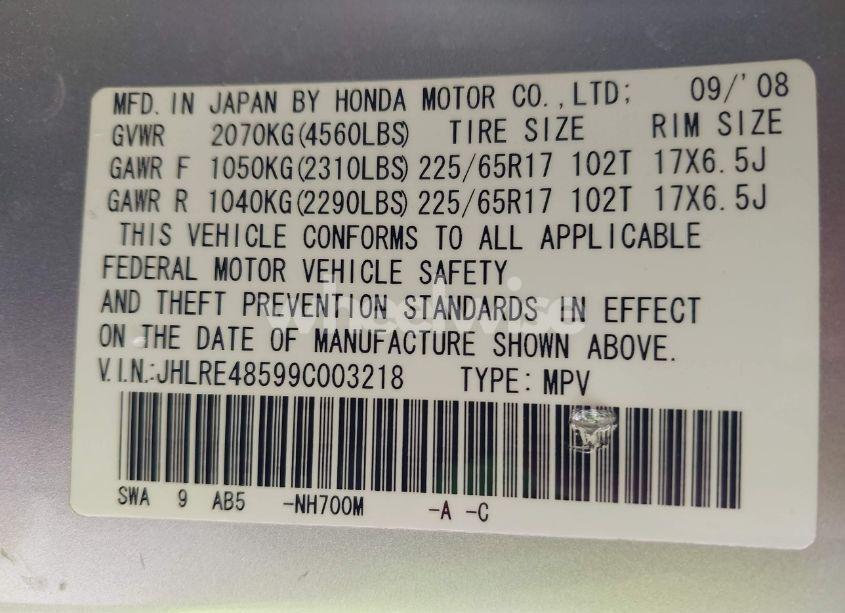 MFD. IN JAPAN BY HONDA MOTOR CO., LTD; 09/'08
GVWR 2070KG(4560LBS) TIRE SIZE RIM SIZE
GAWR F 1050KG(2310LBS) 225/65R17 102T 17X6.5J
GAWR R 1040KG(2290LBS) 225/65R17 102T 17X6.5J
THIS VEHICLE CONFORMS TO ALL APPLICABLE
FEDERAL MOTOR VEHICLE SAFETY
AND THEFT PREVENTION STANDARDS IN EFFECT
wheelwise
ON THE DATE OF MANUFACTURE SHOWN ABOVE.
V.I.N.:JHLRE48599C003218 TYPE: MPV
SWA 9 AB5 -NH700M -A -C